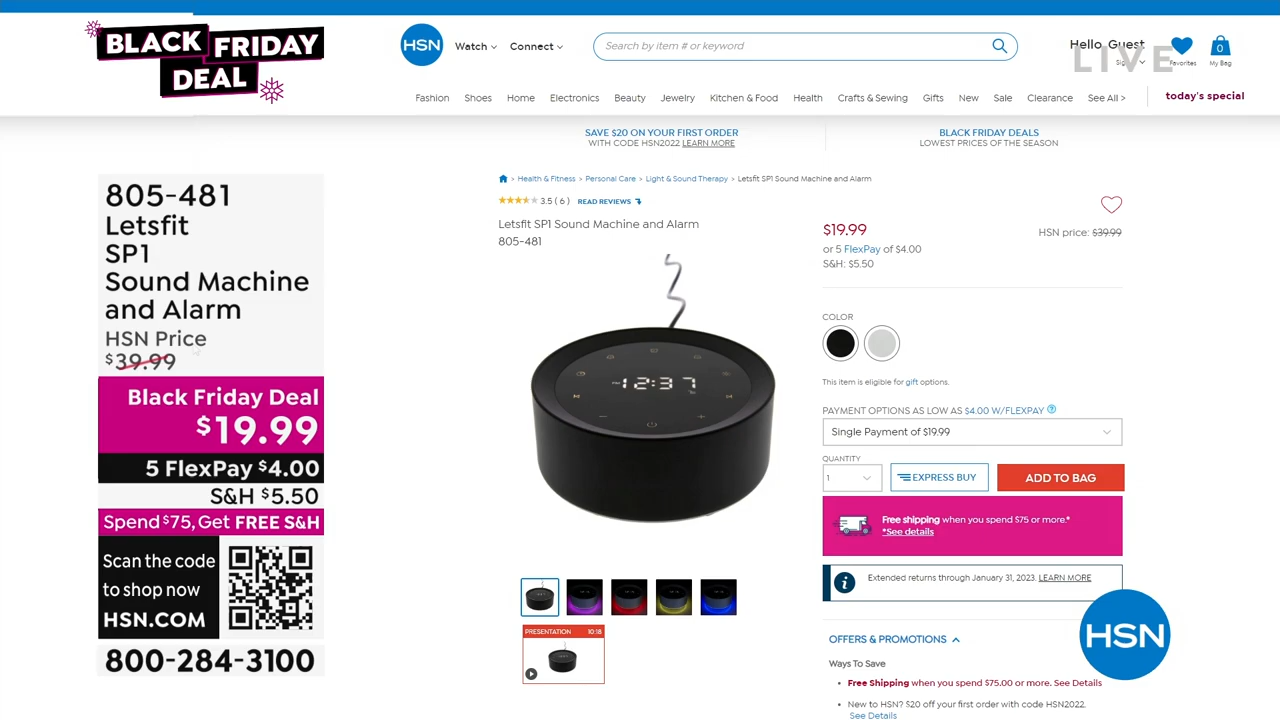 BLACK FRIDAY
DEAL
HSN
Watch
Connect
Search by item # or keyword
Hello, Guest
LIVE
Favorites
0
My Bag
Fashion
Shoes
Home
Electronics
Beauty
Jewelry
Kitchen & Food
Health
Crafts & Sewing
Gifts
New
Sale
Clearance
See All >
today's special
SAVE $20 ON YOUR FIRST ORDER
WITH CODE HSN2022 LEARN MORE
BLACK FRIDAY DEALS
LOWEST PRICES OF THE SEASON
805-481
Letsfit
SP1
Sound Machine
and Alarm
HSN Price
$39.99
Black Friday Deal
$19.99
5 FlexPay $4.00
S&H $5.50
Spend $75, Get FREE S&H
Scan the code
to shop now
HSN.COM
800-284-3100
> Health & Fitness > Personal Care > Light & Sound Therapy > Letsfit SP1 Sound Machine and Alarm
3.5 ( 6 ) READ REVIEWS
Letsfit SP1 Sound Machine and Alarm
805-481
12:37
PRESENTATION 10:18
$19.99
HSN price: $39.99
or 5 FlexPay of $4.00
S&H: $5.50
COLOR
This item is eligible for gift options.
PAYMENT OPTIONS AS LOW AS $4.00 W/FLEXPAY ?
Single Payment of $19.99
QUANTITY
1
EXPRESS BUY
ADD TO BAG
Free shipping when you spend $75 or more.*
*See details
i
Extended returns through January 31, 2023. LEARN MORE
HSN
OFFERS & PROMOTIONS
Ways To Save
• Free Shipping when you spend $75.00 or more. See Details
• New to HSN? $20 off your first order with code HSN2022.
See Details